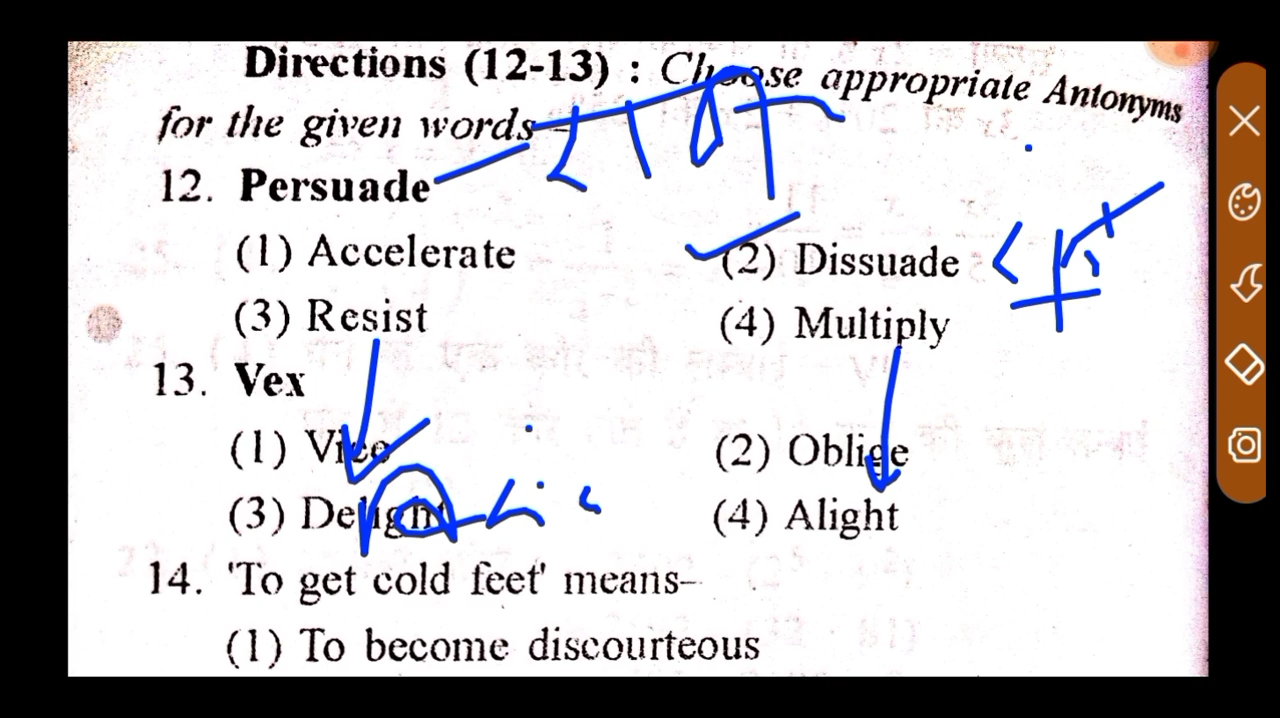 Directions (12-13) : Choose appropriate Antonyms
for the given words –
12. Persuade
(1) Accelerate (2) Dissuade
(3) Resist (4) Multiply
13. Vex
(1) Vice (2) Oblige
(3) Delight (4) Alight
14. 'To get cold feet' means–
(1) To become discourteous